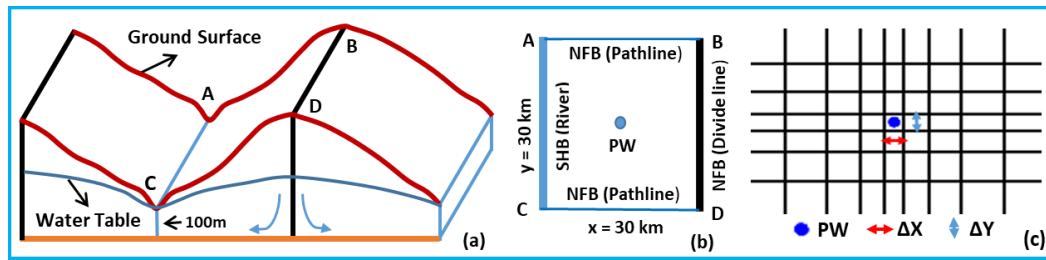 Ground Surface
A
B
D
C
Water Table
100m
(a)
A
B
NFB (Pathline)
y = 30 km
SHB (River)
PW
NFB (Divide line)
NFB (Pathline)
C
D
x = 30 km
(b)
PW
ΔX
ΔY
(c)